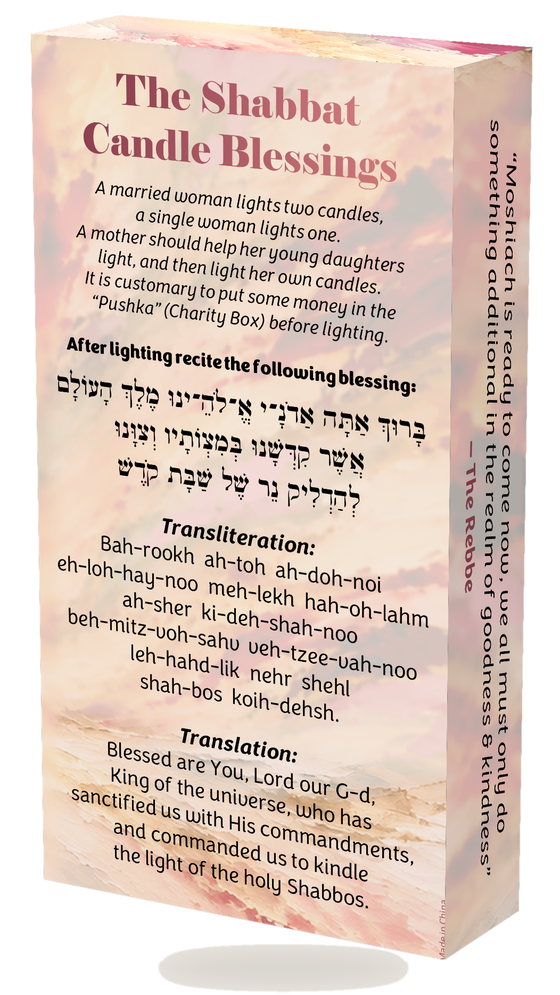 The Shabbat
Candle Blessings
A married woman lights two candles,
a single woman lights one.
A mother should help her young daughters
light, and then light her own candles.
It is customary to put some money in the
"Pushka" (Charity Box) before lighting.
After lighting recite the following blessing:
בָּרוּךְ אַתָּה אֲדֹנָ־י אֱ־לֹהֵ־ינוּ מֶלֶךְ הָעוֹלָם
אֲשֶׁר קִדְּשָׁנוּ בְּמִצְוֹתָיו וְצִוָּנוּ
לְהַדְלִיק נֵר שֶׁל שַׁבָּת קֹדֶשׁ
Transliteration:
Bah-rookh ah-toh ah-doh-noi
eh-loh-hay-noo meh-lekh hah-oh-lahm
ah-sher ki-deh-shah-noo
beh-mitz-voh-sahv veh-tzee-vah-noo
leh-hahd-lik nehr shehl
shah-bos koih-dehsh.
Translation:
Blessed are You, Lord our G-d,
King of the universe, who has
sanctified us with His commandments,
and commanded us to kindle
the light of the holy Shabbos.
"Moshiach is ready to come now, we all must only do
something additional in the realm of goodness & kindness"
— The Rebbe
Made in China